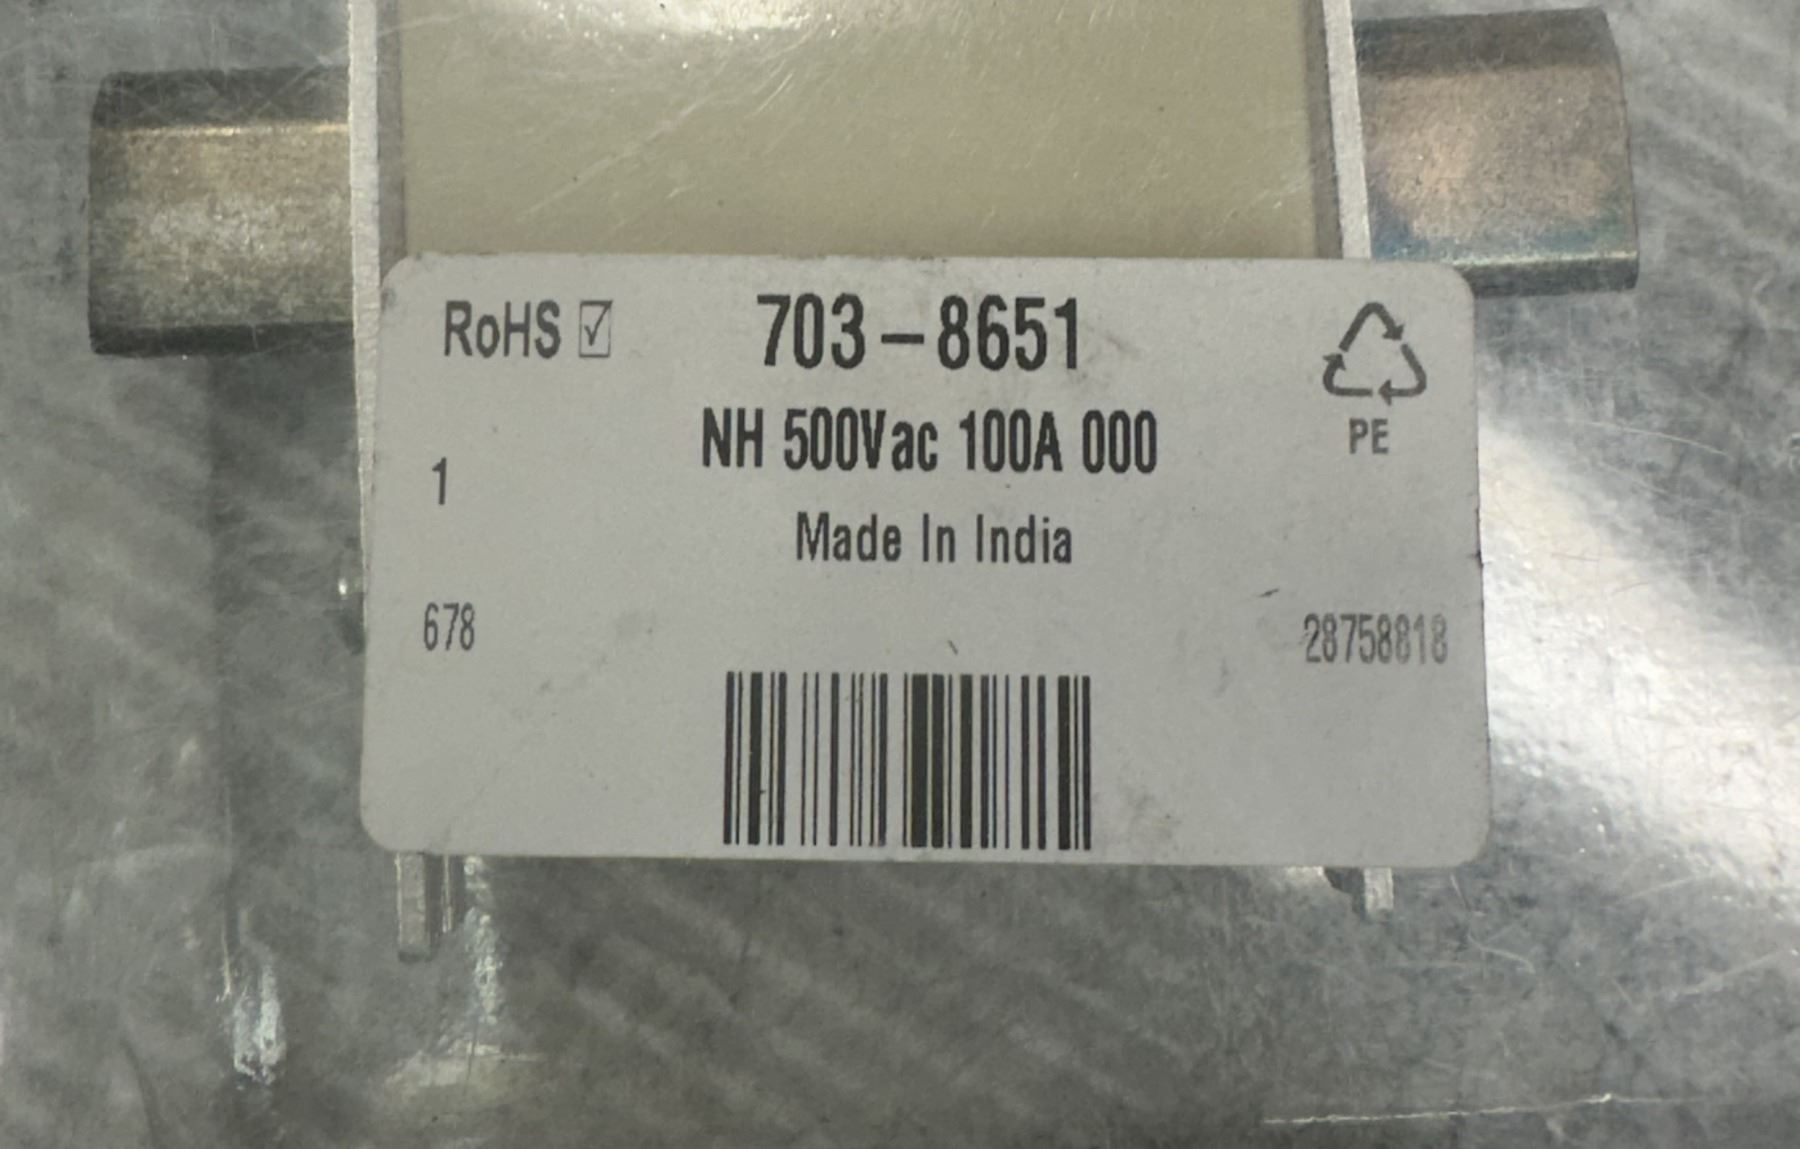 RoHS ☑ 703-8651
NH 500Vac 100A 000
PE
1
Made In India
678
28758818